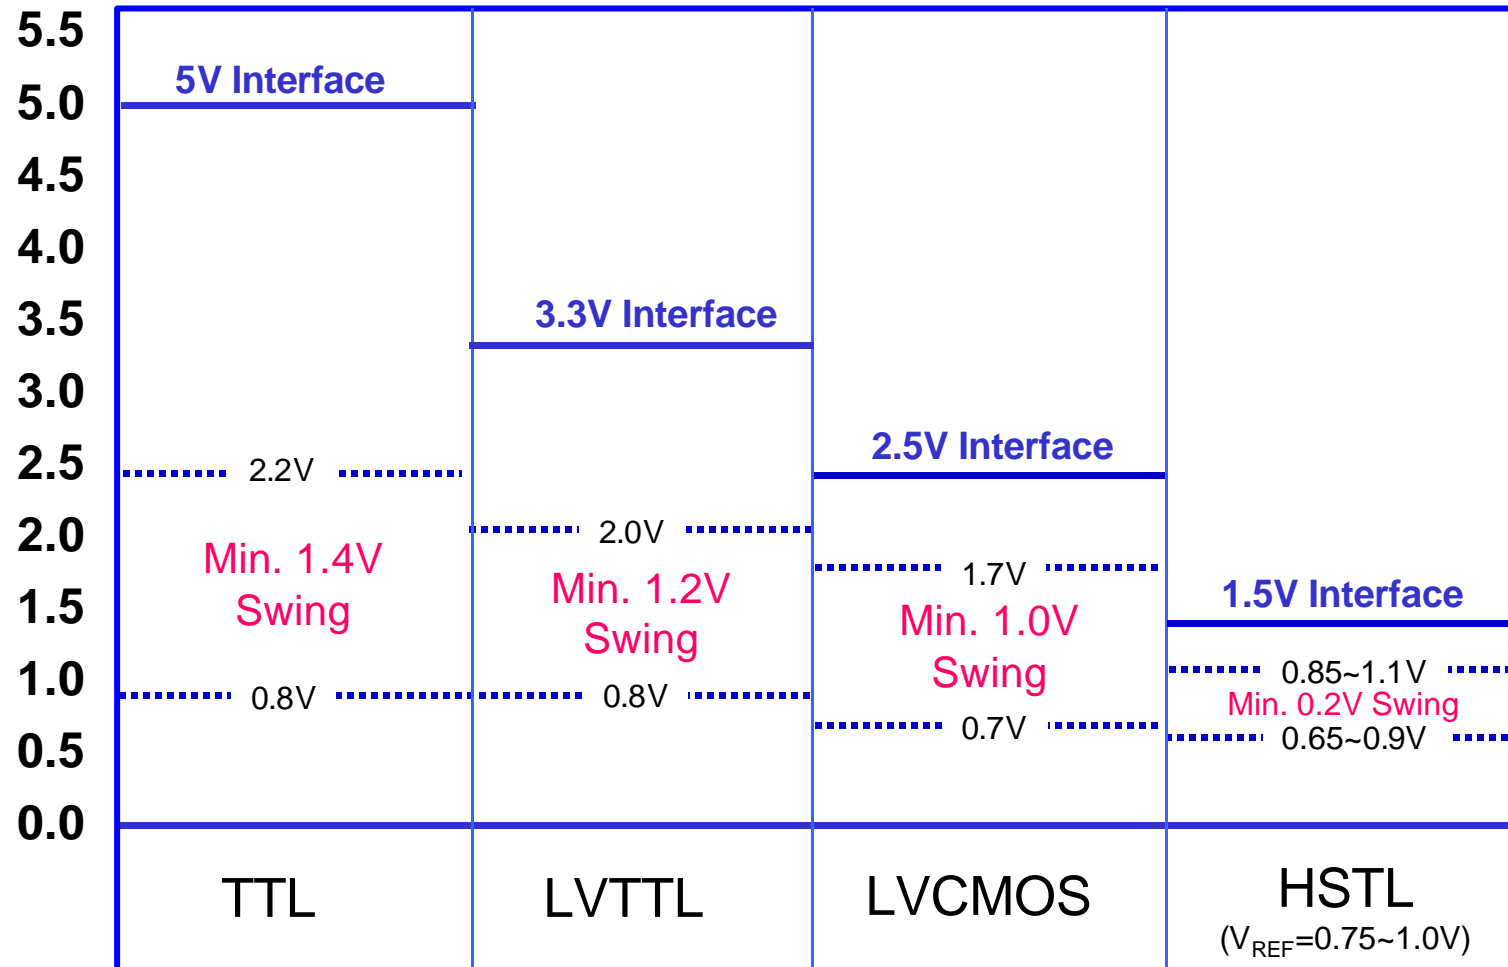 5.5
5.0
4.5
4.0
3.5
3.0
2.5
2.0
1.5
1.0
0.5
0.0
5V Interface
2.2V
Min. 1.4V
Swing
0.8V
TTL
3.3V Interface
2.0V
Min. 1.2V
Swing
0.8V
LVTTL
2.5V Interface
1.7V
Min. 1.0V
Swing
0.7V
LVCMOS
1.5V Interface
0.85~1.1V
Min. 0.2V Swing
0.65~0.9V
HSTL
(VREF=0.75~1.0V)